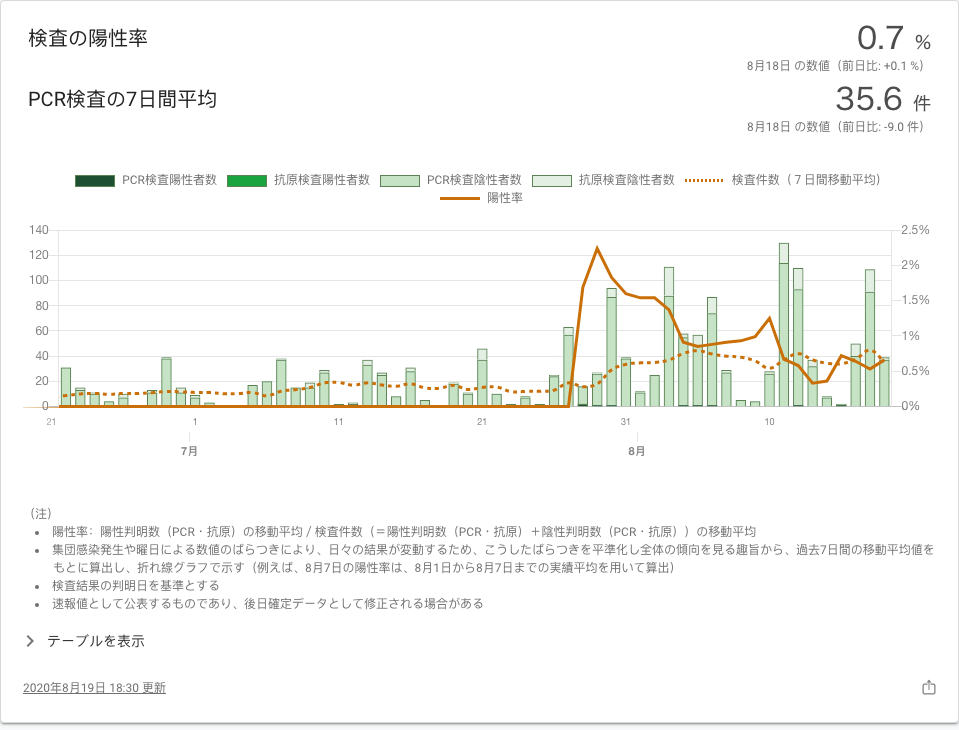 検査の陽性率
0.7 %
8月18日 の数値（前日比: +0.1 %）
PCR検査の7日間平均
35.6 件
8月18日 の数値（前日比: -9.0 件）
PCR検査陽性者数 抗原検査陽性者数 PCR検査陰性者数 抗原検査陰性者数 検査件数（７日間移動平均）
陽性率
140 2.5%
120 2%
100 1.5%
80
60 1%
40 0.5%
20
0 0%
21 1 11 21 31 10
7月 8月
（注）
• 陽性率：陽性判明数（PCR・抗原）の移動平均 / 検査件数（＝陽性判明数（PCR・抗原）＋陰性判明数（PCR・抗原））の移動平均
• 集団感染発生や曜日による数値のばらつきにより、日々の結果が変動するため、こうしたばらつきを平準化し全体の傾向を見る趣旨から、過去7日間の移動平均値を
もとに算出し、折れ線グラフで示す（例えば、8月7日の陽性率は、8月1日から8月7日までの実績平均を用いて算出）
• 検査結果の判明日を基準とする
• 速報値として公表するものであり、後日確定データとして修正される場合がある
テーブルを表示
2020年8月19日 18:30 更新